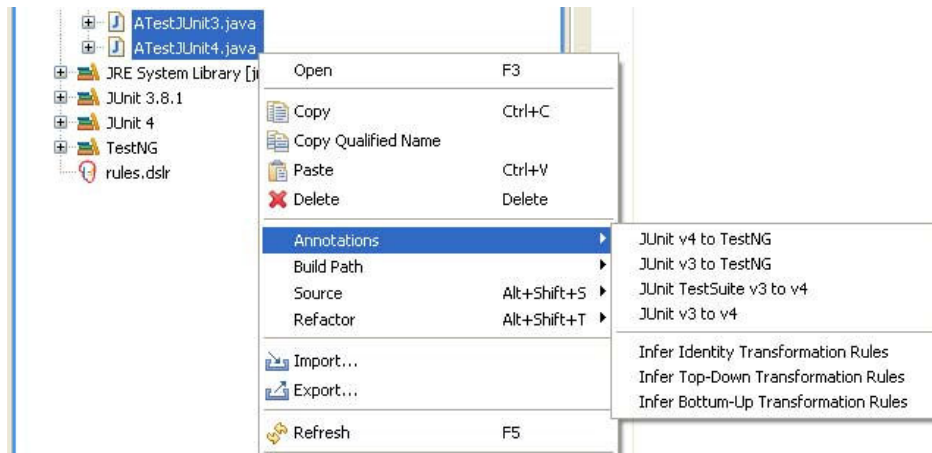 ATestJUnit3.java
ATestJUnit4.java
JRE System Library [j
JUnit 3.8.1
JUnit 4
TestNG
rules.dslr
Open F3
Copy Ctrl+C
Copy Qualified Name
Paste Ctrl+V
Delete Delete
Annotations
Build Path
Source Alt+Shift+S
Refactor Alt+Shift+T
Import...
Export...
Refresh F5
JUnit v4 to TestNG
JUnit v3 to TestNG
JUnit TestSuite v3 to v4
JUnit v3 to v4
Infer Identity Transformation Rules
Infer Top-Down Transformation Rules
Infer Bottum-Up Transformation Rules